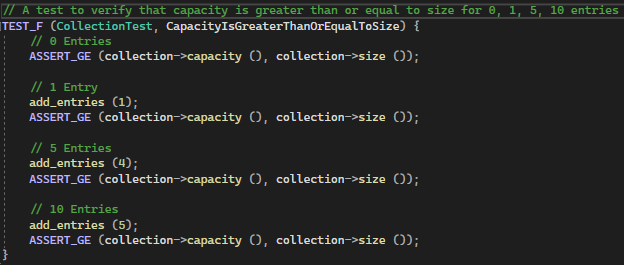 // A test to verify that capacity is greater than or equal to size for 0, 1, 5, 10 entries
TEST_F (CollectionTest, CapacityIsGreaterThanOrEqualToSize) {
// 0 Entries
ASSERT_GE (collection->capacity (), collection->size ());
// 1 Entry
add_entries (1);
ASSERT_GE (collection->capacity (), collection->size ());
// 5 Entries
add_entries (4);
ASSERT_GE (collection->capacity (), collection->size ());
// 10 Entries
add_entries (5);
ASSERT_GE (collection->capacity (), collection->size ());
}